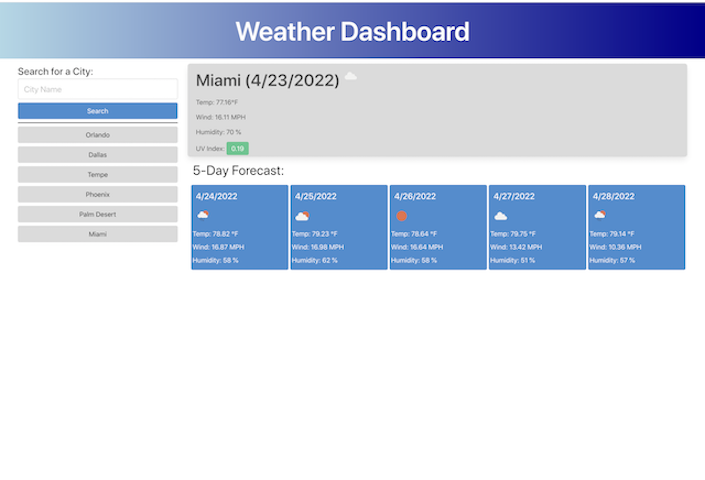 Weather Dashboard
Search for a City:
City Name
Search
Orlando
Dallas
Tempe
Phoenix
Palm Desert
Miami
Miami (4/23/2022)
Temp: 77.16°F
Wind: 16.11 MPH
Humidity: 70 %
UV Index: 0.19
5-Day Forecast:
4/24/2022
Temp: 78.82 °F
Wind: 16.87 MPH
Humidity: 58 %
4/25/2022
Temp: 79.23 °F
Wind: 16.98 MPH
Humidity: 62 %
4/26/2022
Temp: 78.64 °F
Wind: 16.64 MPH
Humidity: 58 %
4/27/2022
Temp: 79.75 °F
Wind: 13.42 MPH
Humidity: 51 %
4/28/2022
Temp: 79.14 °F
Wind: 10.36 MPH
Humidity: 57 %